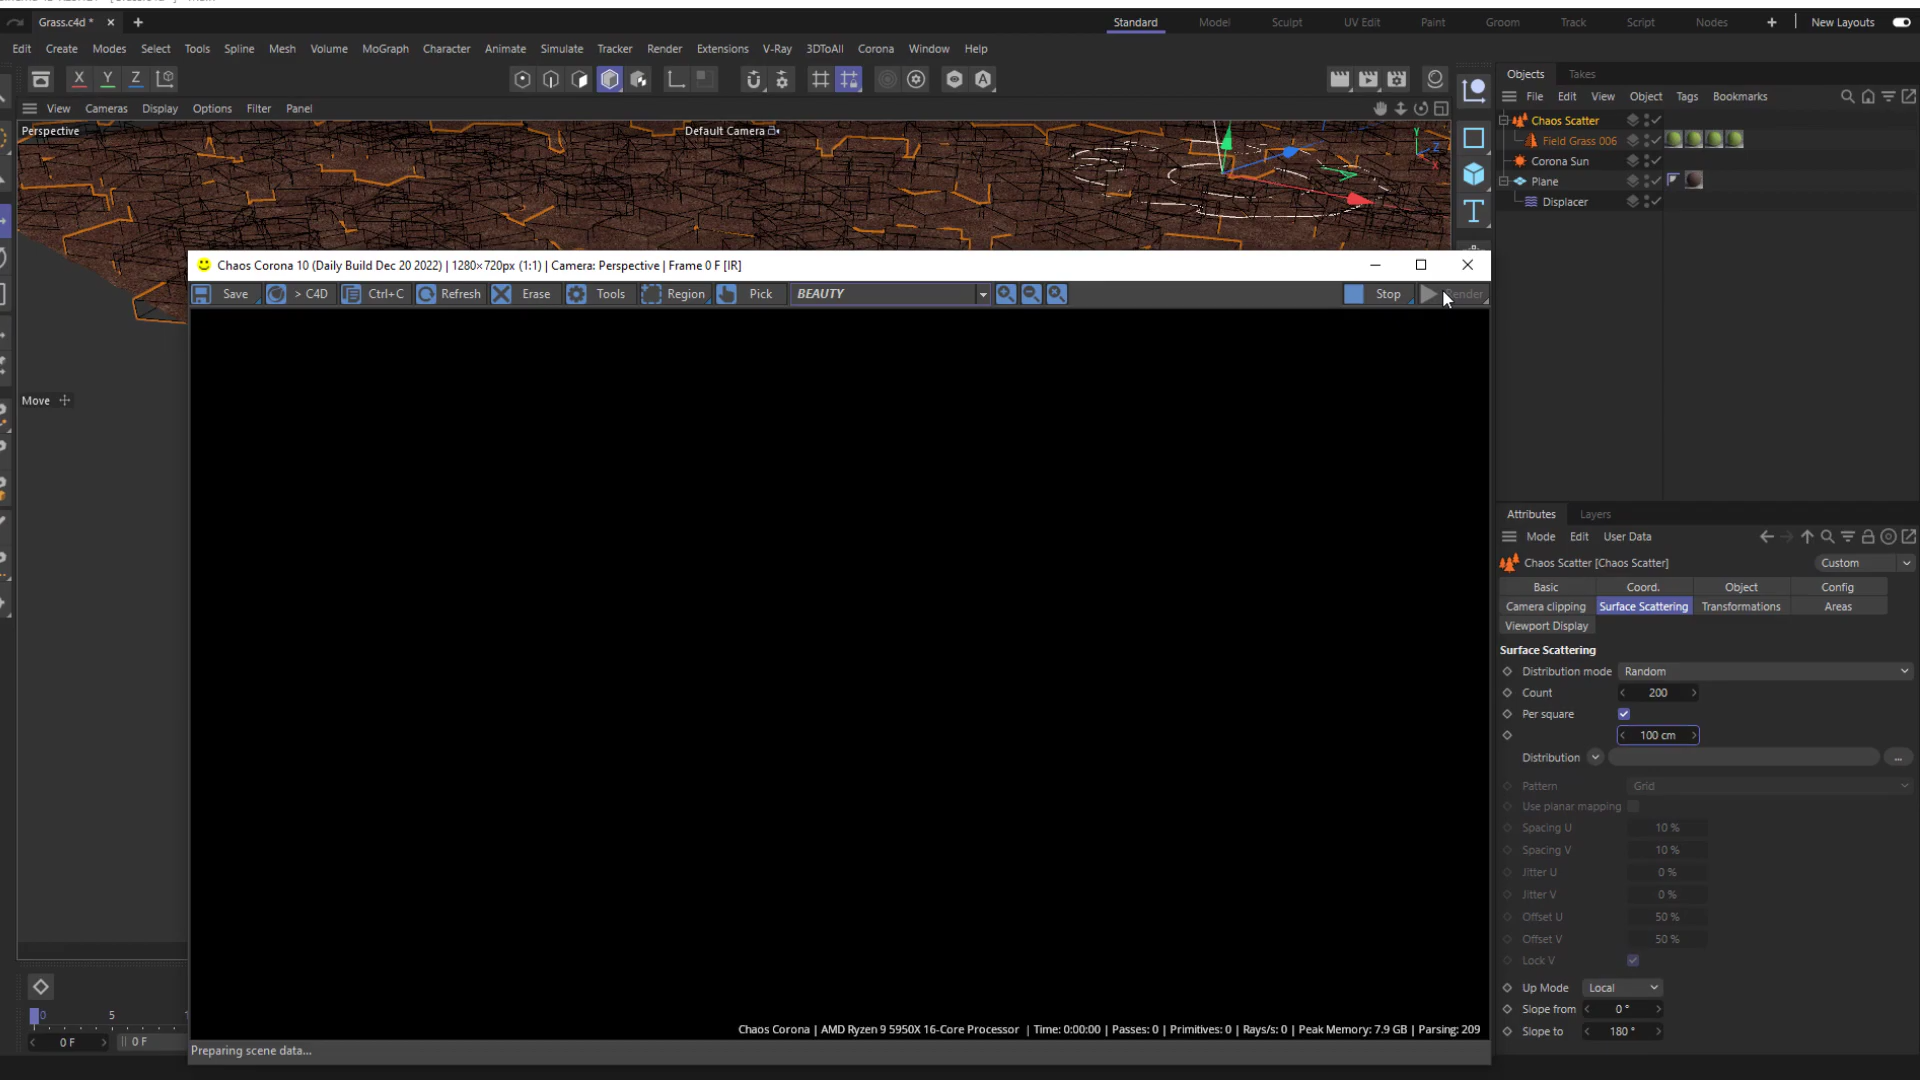 Grass.c4d *
Standard
Model
Sculpt
UV Edit
Paint
Groom
Track
Script
Nodes
New Layouts
Edit
Create
Modes
Select
Tools
Spline
Mesh
Volume
MoGraph
Character
Animate
Simulate
Tracker
Render
Extensions
V-Ray
3DToAll
Corona
Window
Help
X
Y
Z
View
Cameras
Display
Options
Filter
Panel
Perspective
Default Camera
Move
Objects
Takes
File
Edit
View
Object
Tags
Bookmarks
Chaos Scatter
Field Grass 006
Corona Sun
Plane
Displacer
Chaos Corona 10 (Daily Build Dec 20 2022) | 1280×720px (1:1) | Camera: Perspective | Frame 0 F [IR]
Save
> C4D
Ctrl+C
Refresh
Erase
Tools
Region
Pick
BEAUTY
Stop
Render
Chaos Corona | AMD Ryzen 9 5950X 16-Core Processor | Time: 0:00:00 | Passes: 0 | Primitives: 0 | Rays/s: 0 | Peak Memory: 7.9 GB | Parsing: 209
Preparing scene data...
0
5
0 F
0 F
Attributes
Layers
Mode
Edit
User Data
Chaos Scatter [Chaos Scatter]
Custom
Basic
Coord.
Object
Config
Camera clipping
Surface Scattering
Transformations
Areas
Viewport Display
Surface Scattering
Distribution mode
Random
Count
200
Per square
100 cm
Distribution
...
Pattern
Grid
Use planar mapping
Spacing U
10 %
Spacing V
10 %
Jitter U
0 %
Jitter V
0 %
Offset U
50 %
Offset V
50 %
Lock V
Up Mode
Local
Slope from
0 °
Slope to
180 °